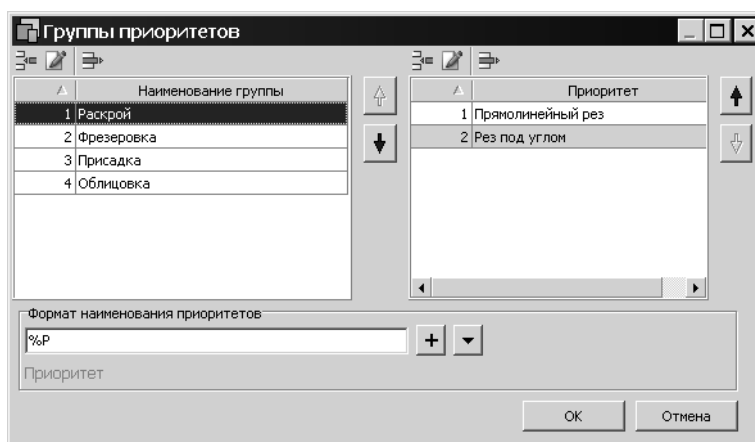 Группы приоритетов
Наименование группы
1 Раскрой
2 Фрезеровка
3 Присадка
4 Облицовка
Приоритет
1 Прямолинейный рез
2 Рез под углом
Формат наименования приоритетов
%P
Приоритет
OK
Отмена